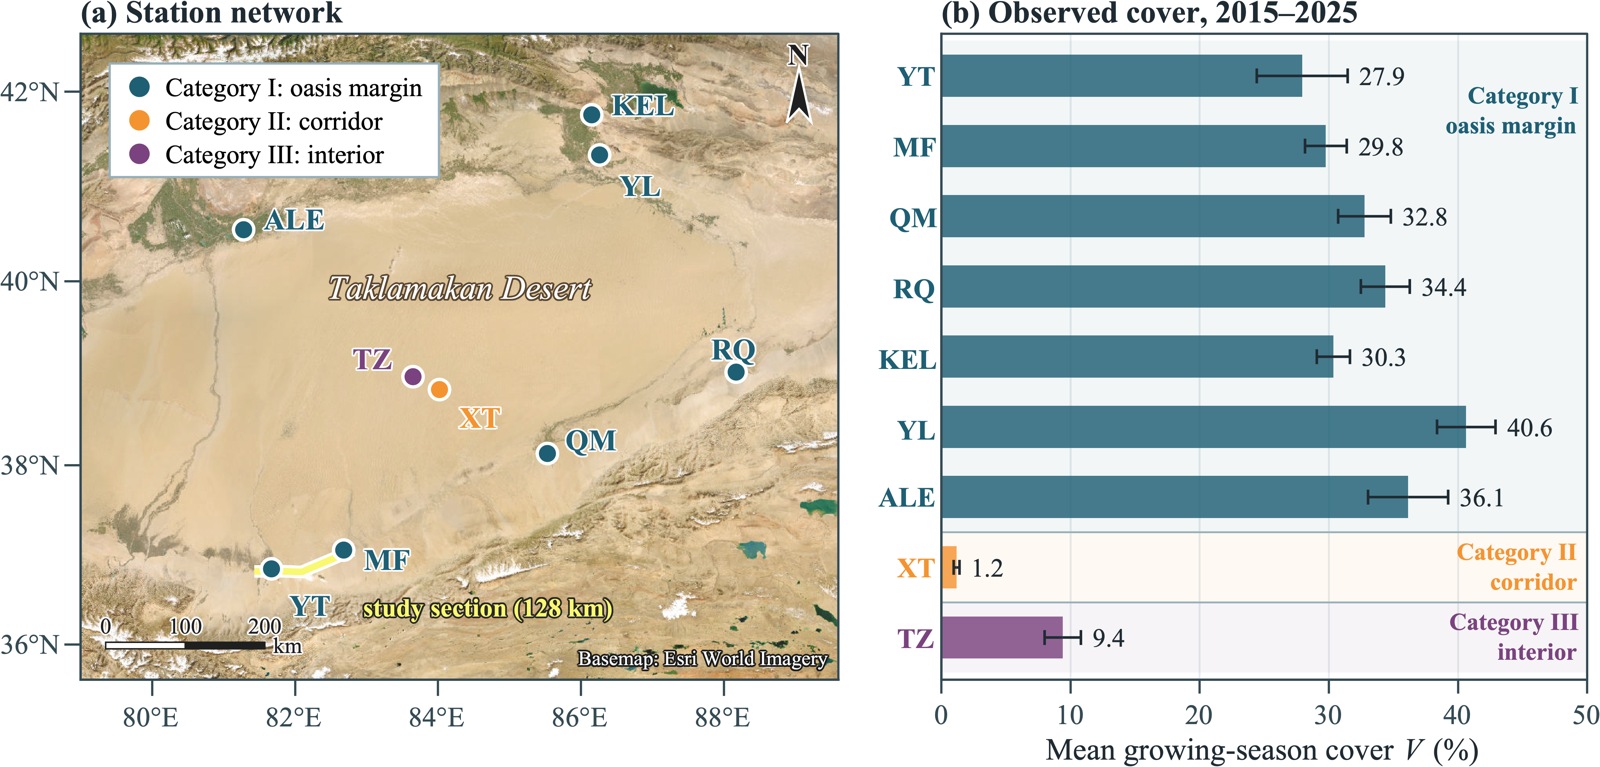 (a) Station network
42°N
40°N
38°N
36°N
Category I: oasis margin
Category II: corridor
Category III: interior
N
KEL
YL
ALE
Taklamakan Desert
TZ
XT
RQ
QM
MF
YT
study section (128 km)
0 100 200
km
Basemap: Esri World Imagery
80°E 82°E 84°E 86°E 88°E
(b) Observed cover, 2015–2025
YT 27.9
MF 29.8
QM 32.8
RQ 34.4
KEL 30.3
YL 40.6
ALE 36.1
XT 1.2
TZ 9.4
Category I
oasis margin
Category II
corridor
Category III
interior
0 10 20 30 40 50
Mean growing-season cover V (%)